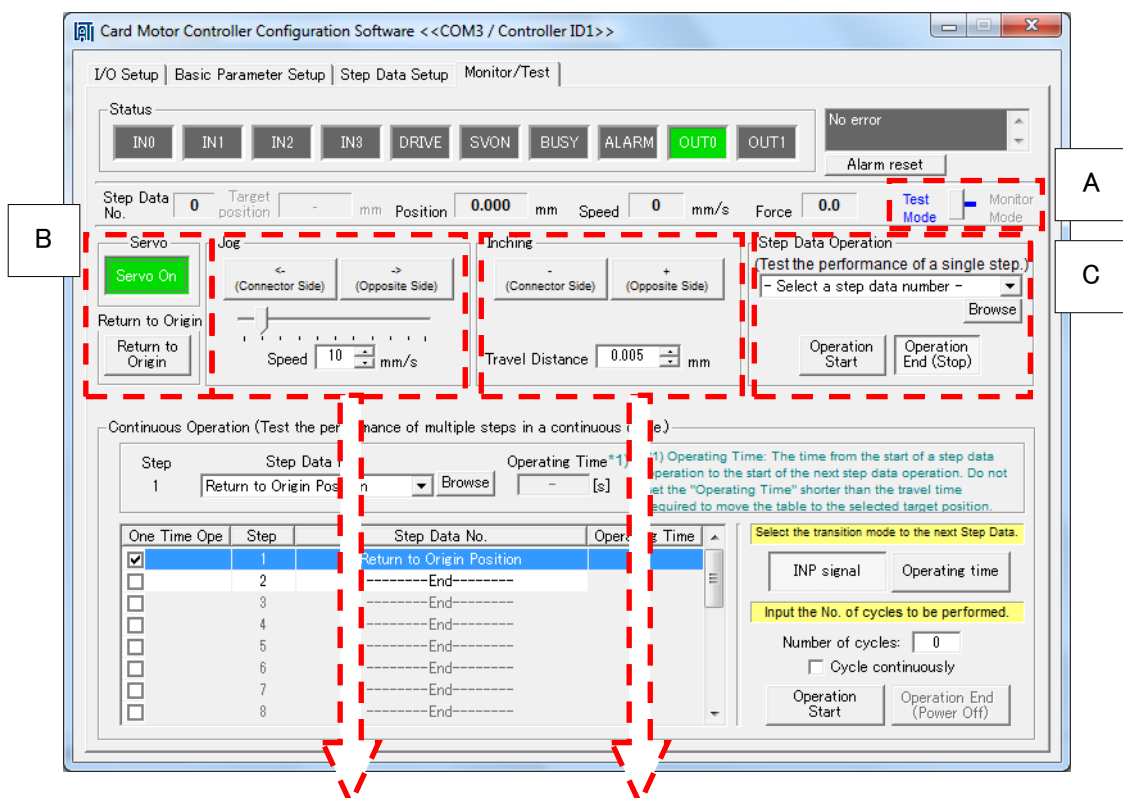 Card Motor Controller Configuration Software <<COM3 / Controller ID1>>
I/O Setup Basic Parameter Setup Step Data Setup Monitor/Test
Status
IN0 IN1 IN2 IN3 DRIVE SVON BUSY ALARM OUT0 OUT1
No error
Alarm reset
A
Step Data No. 0 Target position - mm Position 0.000 mm Speed 0 mm/s Force 0.0 Test Mode Monitor Mode
B
Servo
Servo On
Return to Origin
Return to
Origin
Jog
<-
(Connector Side)
->
(Opposite Side)
Speed 10 mm/s
Inching
-
(Connector Side)
+
(Opposite Side)
Travel Distance 0.005 mm
C
Step Data Operation
(Test the performance of a single step.)
- Select a step data number -
Browse
Operation
Start
Operation
End (Stop)
Continuous Operation (Test the per mance of multiple steps in a continuous e.)
Step Step Data Operating Time*1)
1 Return to Origin Pos n Browse - [s]
1) Operating Time: The time from the start of a step data
operation to the start of the next step data operation. Do not
set the "Operating Time" shorter than the travel time
required to move the table to the selected target position.
One Time Ope Step Step Data No. Opera g Time
1 Return to Origin Position
2 --------End--------
3 --------End--------
4 --------End--------
5 --------End--------
6 --------End--------
7 --------End--------
8 --------End--------
Select the transition mode to the next Step Data.
INP signal Operating time
Input the No. of cycles to be performed.
Number of cycles: 0
Cycle continuously
Operation
Start
Operation End
(Power Off)